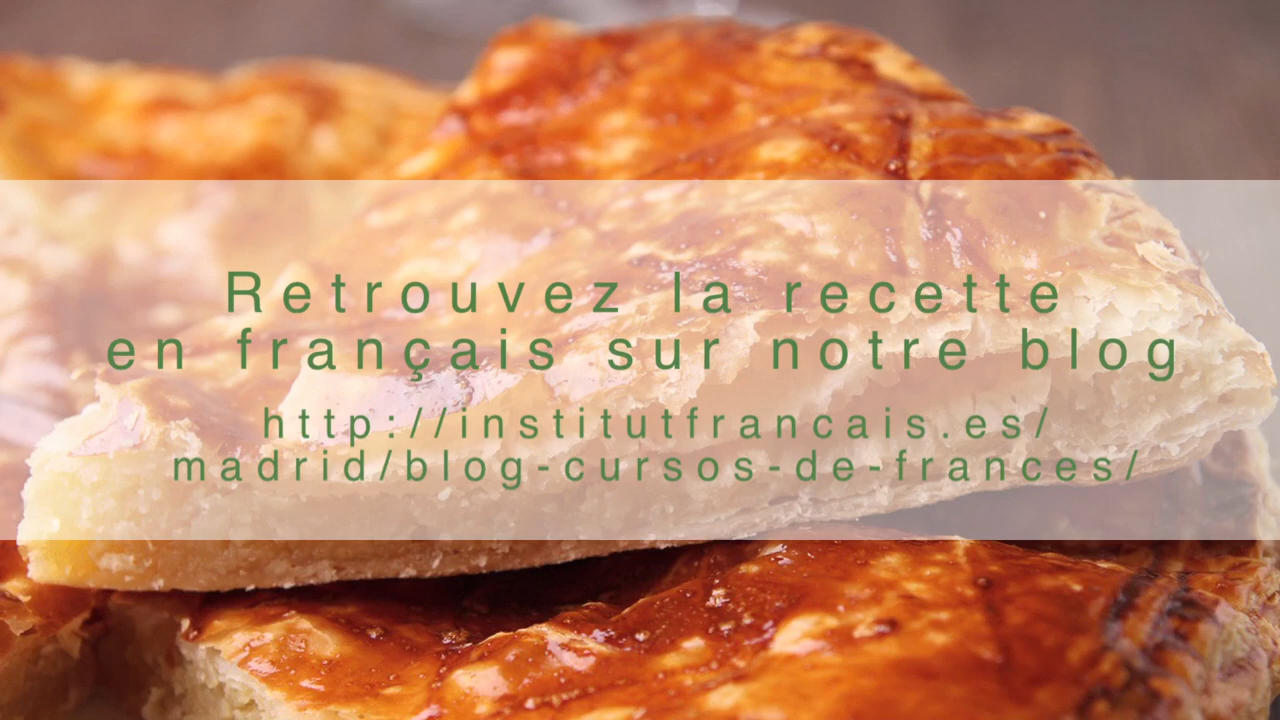 Retrouvez la recette
en français sur notre blog
http://institutfrancais.es/
madrid/blog-cursos-de-frances/